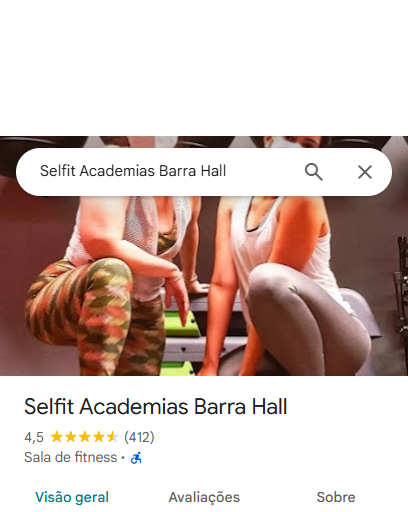 Selfit Academias Barra Hall
Selfit Academias Barra Hall
4,5 (412)
Sala de fitness ·
Visão geral Avaliações Sobre